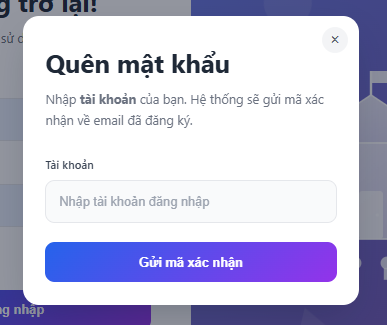 g trở lại!
sử d
×
Quên mật khẩu
Nhập tài khoản của bạn. Hệ thống sẽ gửi mã xác
nhận về email đã đăng ký.
Tài khoản
Nhập tài khoản đăng nhập
Gửi mã xác nhận
ng nhập